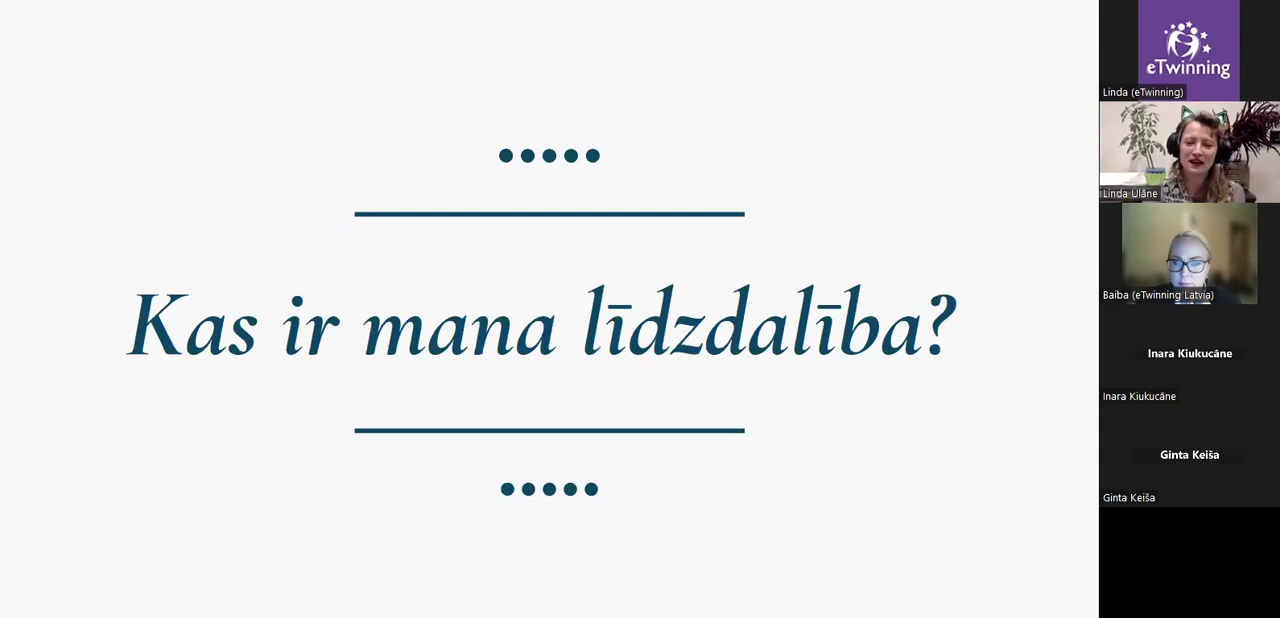 Kas ir mana līdzdalība?
eTwinning
Linda (eTwinning)
Linda Ulāne
Baiba (eTwinning Latvia)
Inara Kiukucāne
Inara Kiukucāne
Ginta Keiša
Ginta Keiša